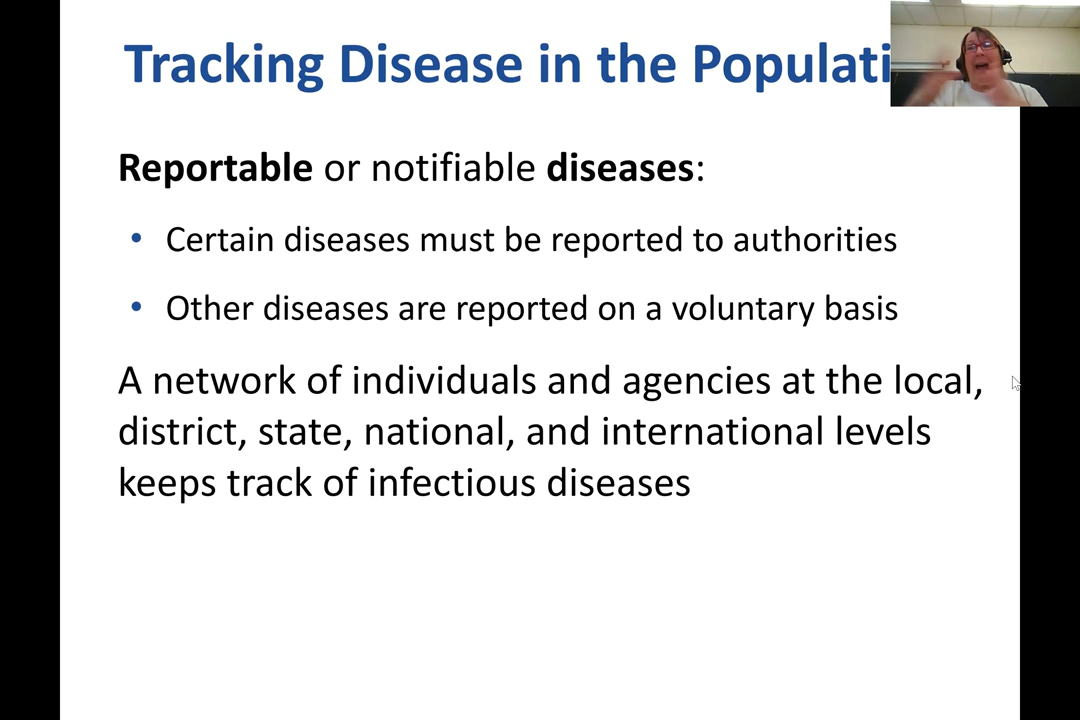 Tracking Disease in the Populati
Reportable or notifiable diseases:
• Certain diseases must be reported to authorities
• Other diseases are reported on a voluntary basis
A network of individuals and agencies at the local,
district, state, national, and international levels
keeps track of infectious diseases